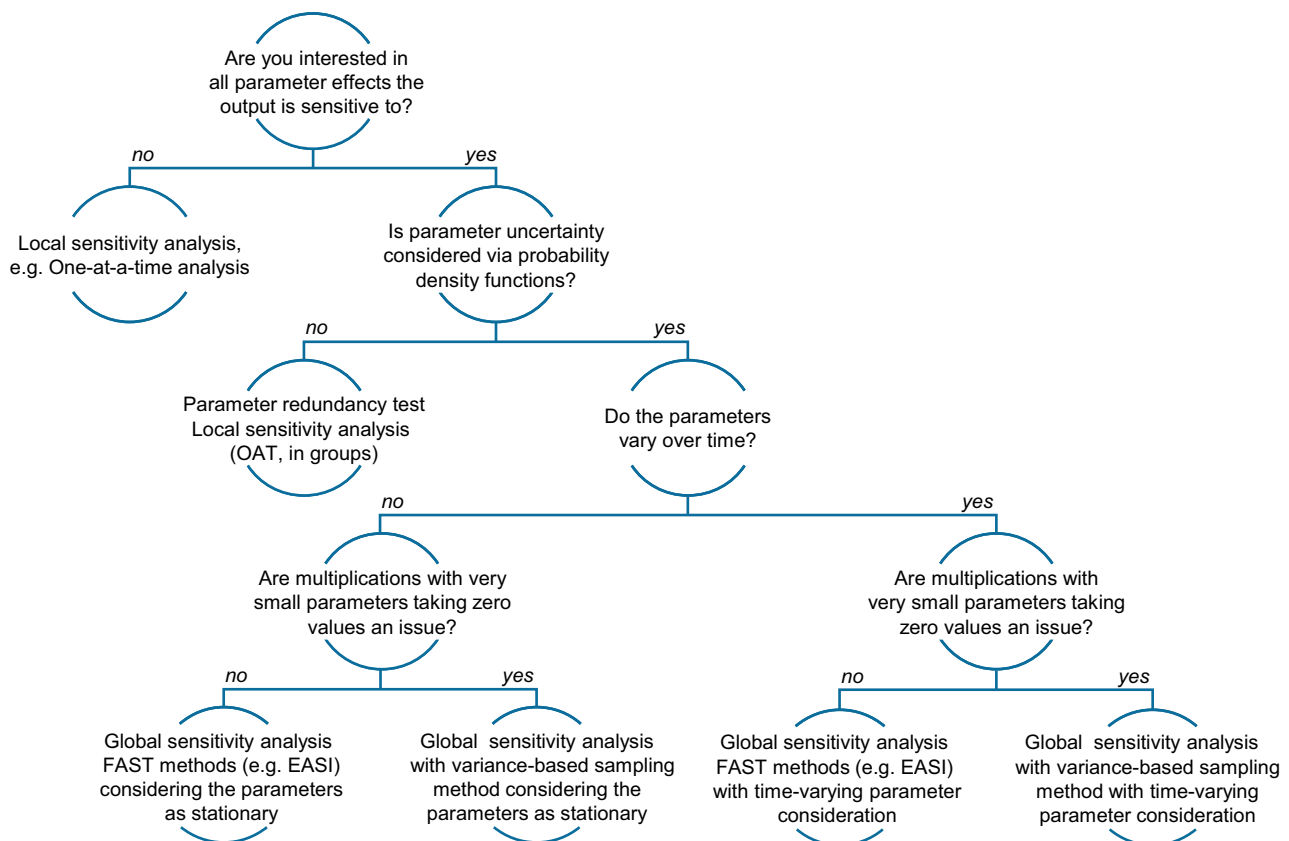 Are you interested in
all parameter effects the
output is sensitive to?
no
yes
Local sensitivity analysis,
e.g. One-at-a-time analysis
Is parameter uncertainty
considered via probability
density functions?
no
yes
Parameter redundancy test
Local sensitivity analysis
(OAT, in groups)
Do the parameters
vary over time?
no
yes
Are multiplications with very
small parameters taking zero
values an issue?
Are multiplications with
very small parameters taking
zero values an issue?
no
yes
no
yes
Global sensitivity analysis
FAST methods (e.g. EASI)
considering the parameters
as stationary
Global sensitivity analysis
with variance-based sampling
method considering the
parameters as stationary
Global sensitivity analysis
FAST methods (e.g. EASI)
with time-varying parameter
consideration
Global sensitivity analysis
with variance-based sampling
method with time-varying
parameter consideration